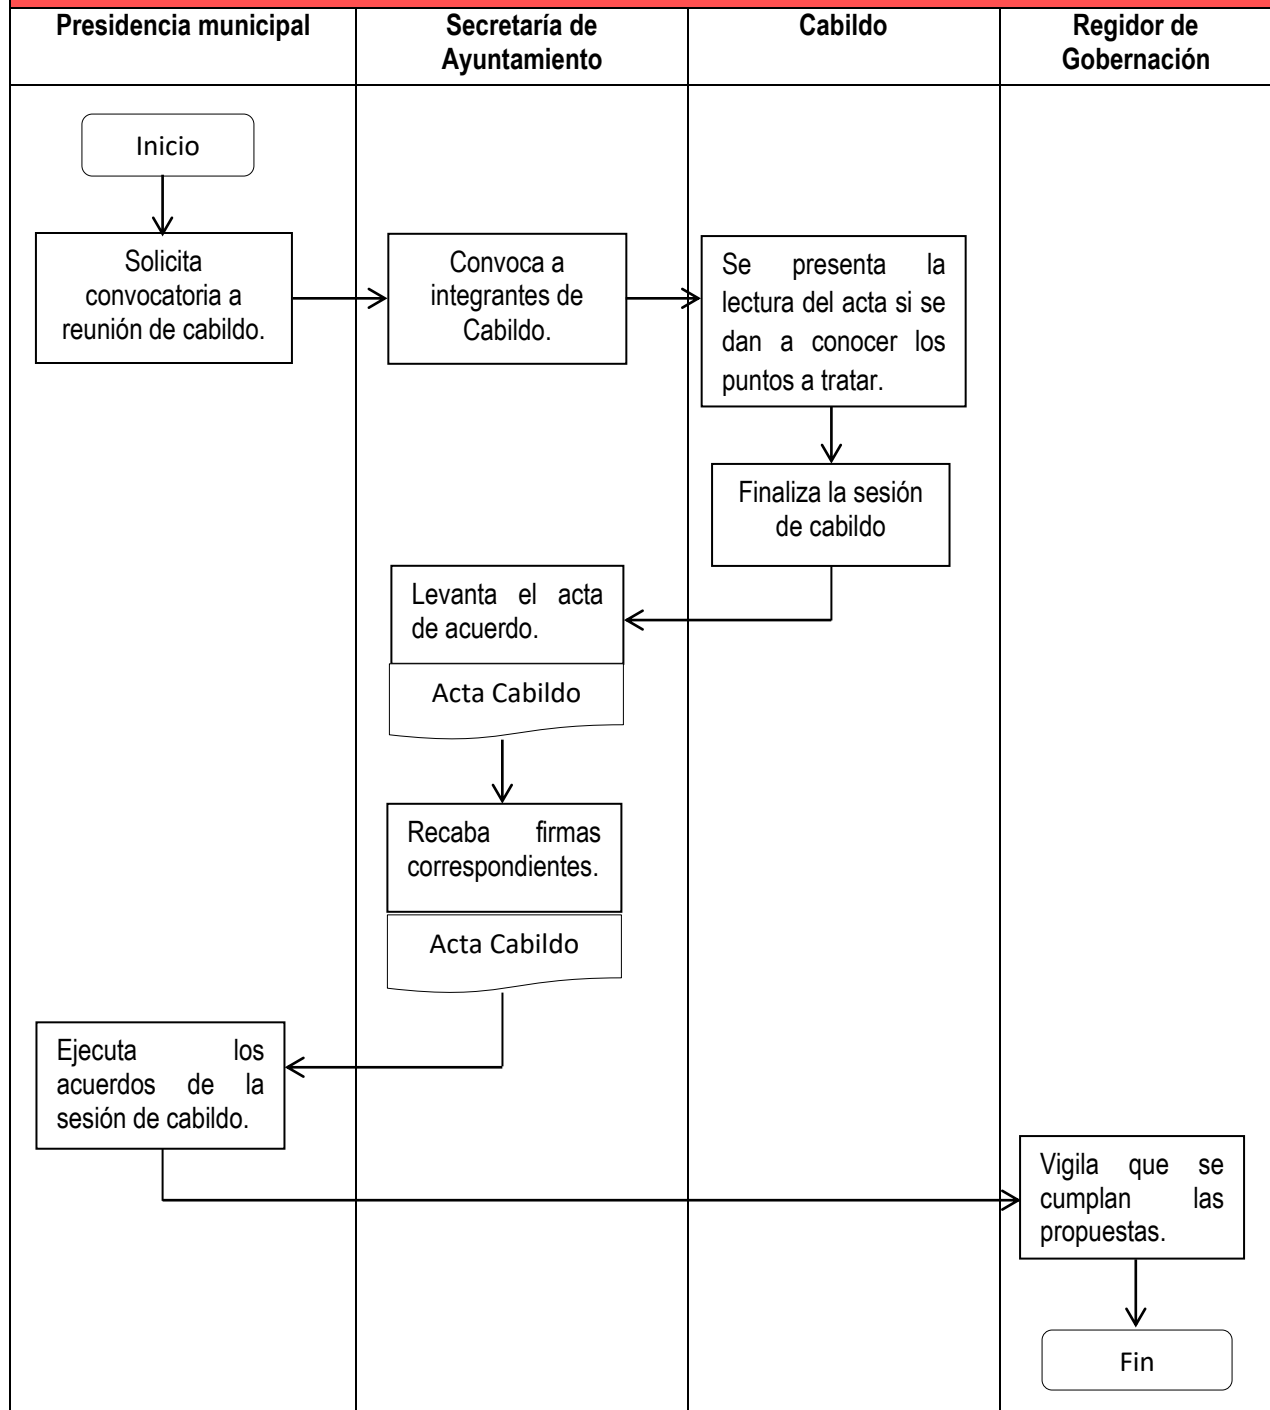 Presidencia municipal
Secretaría de
Ayuntamiento
Cabildo
Regidor de
Gobernación
Inicio
Solicita
convocatoria a
reunión de cabildo.
Convoca a
integrantes de
Cabildo.
Se presenta la
lectura del acta si se
dan a conocer los
puntos a tratar.
Finaliza la sesión
de cabildo
Levanta el acta
de acuerdo.
Acta Cabildo
Recaba firmas
correspondientes.
Acta Cabildo
Ejecuta los
acuerdos de la
sesión de cabildo.
Vigila que se
cumplan las
propuestas.
Fin